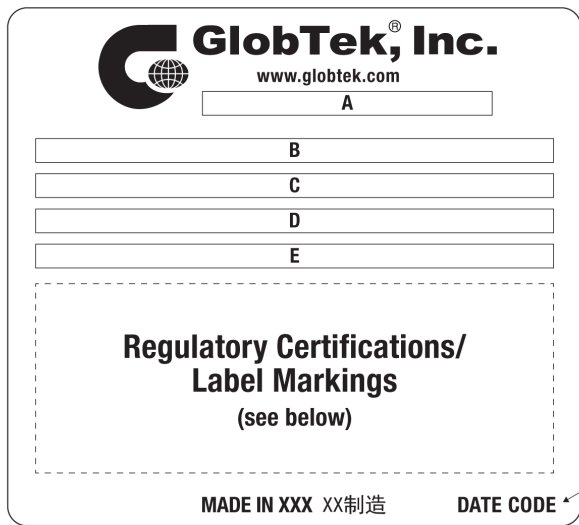 GlobTek,® Inc.
www.globtek.com
A
B
C
D
E
Regulatory Certifications/
Label Markings
(see below)
MADE IN XXX XX制造 DATE CODE